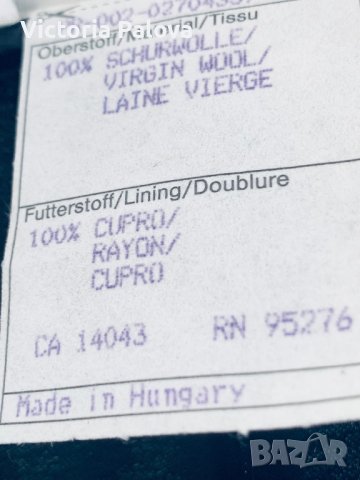 Victoria Palova
Oberstoff/Material/Tissu
100% SCHURWOLLE/
VIRGIN WOOL/
LAINE VIERGE
Futterstoff/Lining/Doublure
100% CUPRO/
RAYON/
CUPRO
CA 14043 RN 95276
Made in Hungary
BAZAR